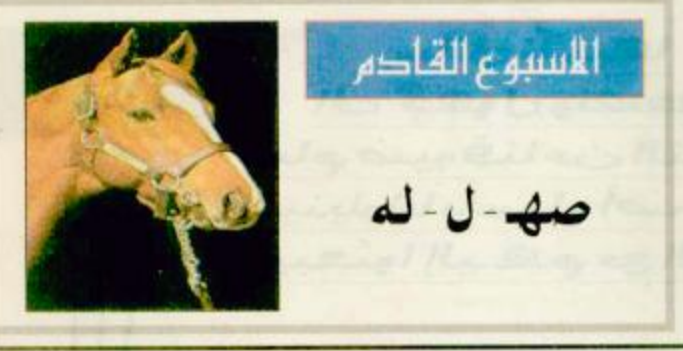 الاسبوع القادم
صهـ - ل - له